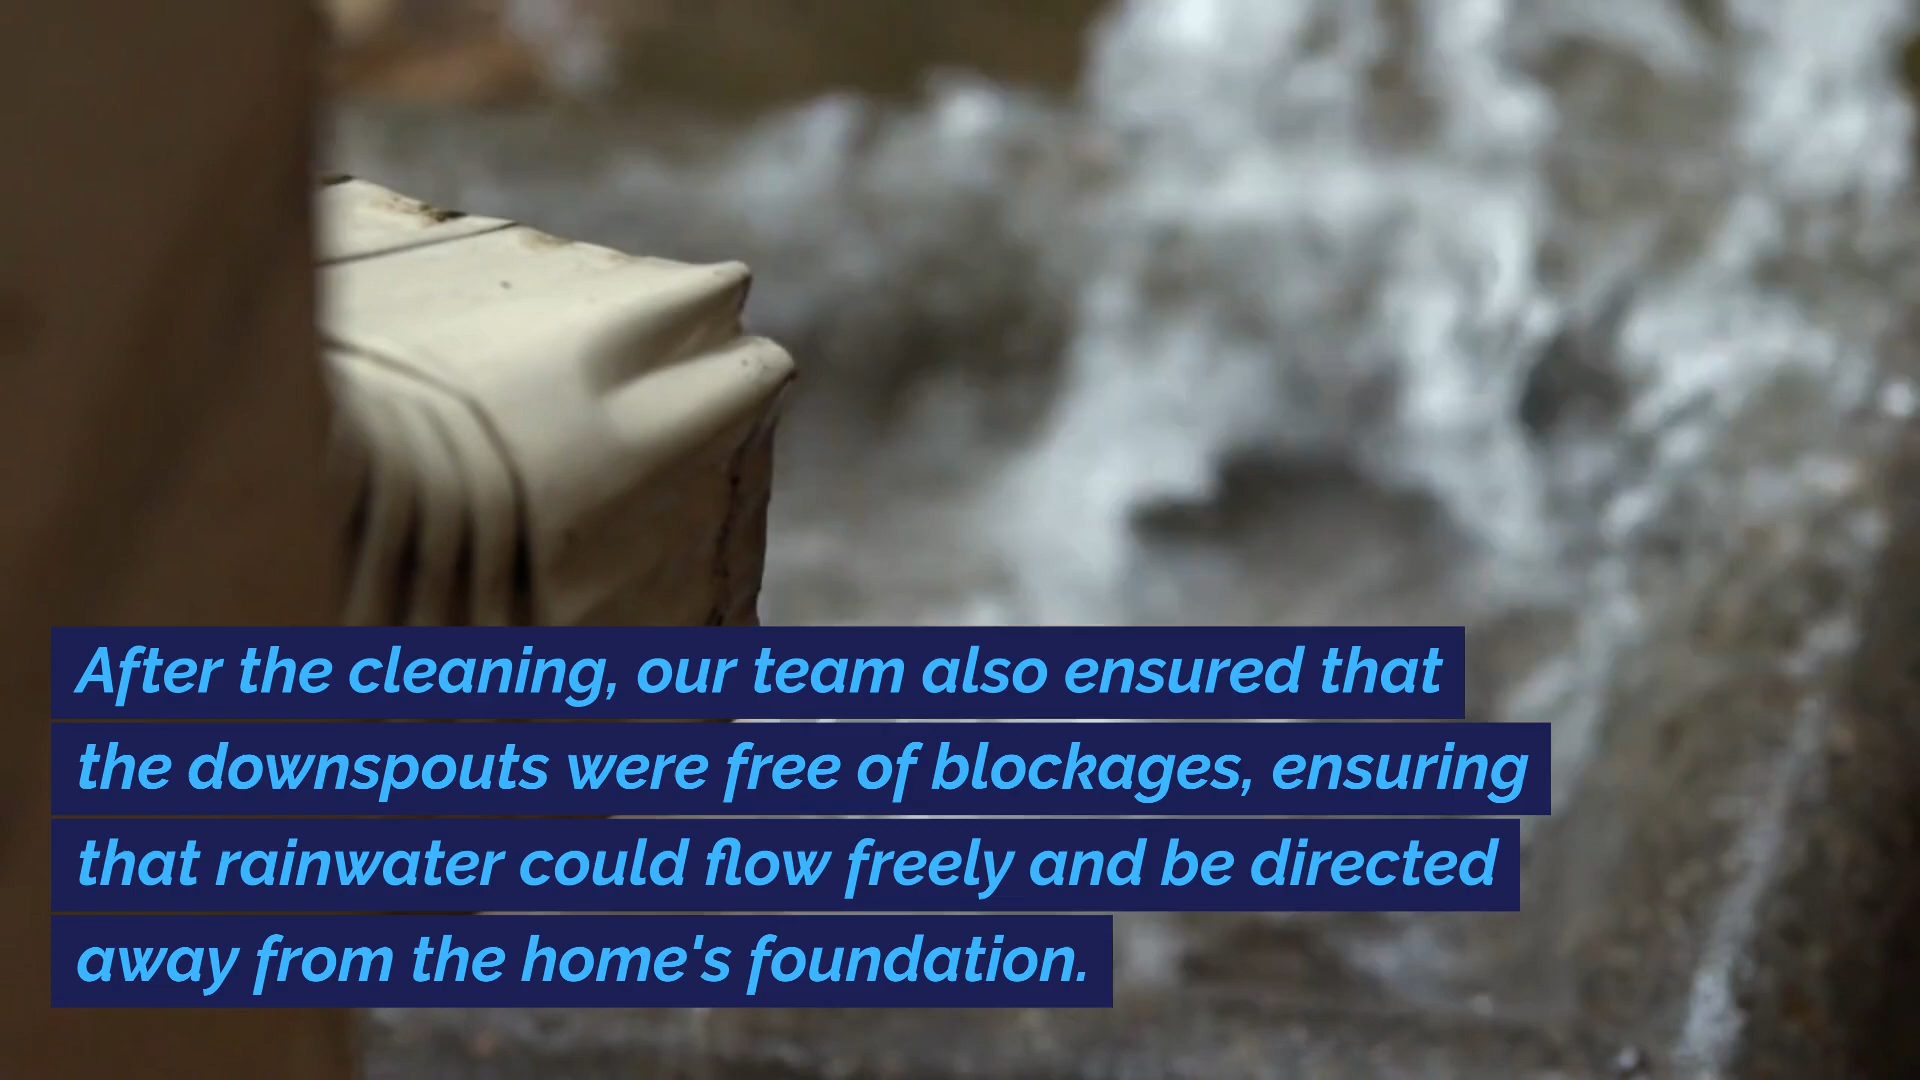 After the cleaning, our team also ensured that
the downspouts were free of blockages, ensuring
that rainwater could flow freely and be directed
away from the home's foundation.